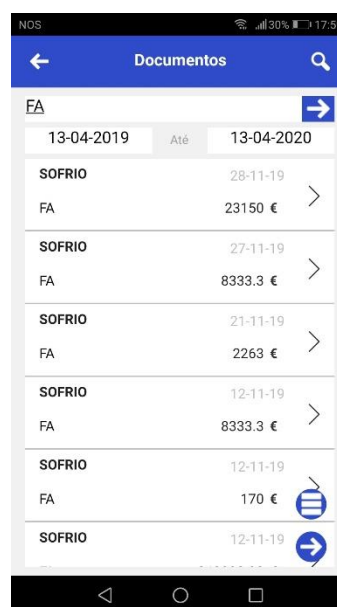 NOS 30% 17:5
Documentos
FA
13-04-2019 Até 13-04-2020
SOFRIO 28-11-19
FA 23150 €
SOFRIO 27-11-19
FA 8333.3 €
SOFRIO 21-11-19
FA 2263 €
SOFRIO 12-11-19
FA 8333.3 €
SOFRIO 12-11-19
FA 170 €
SOFRIO 12-11-19